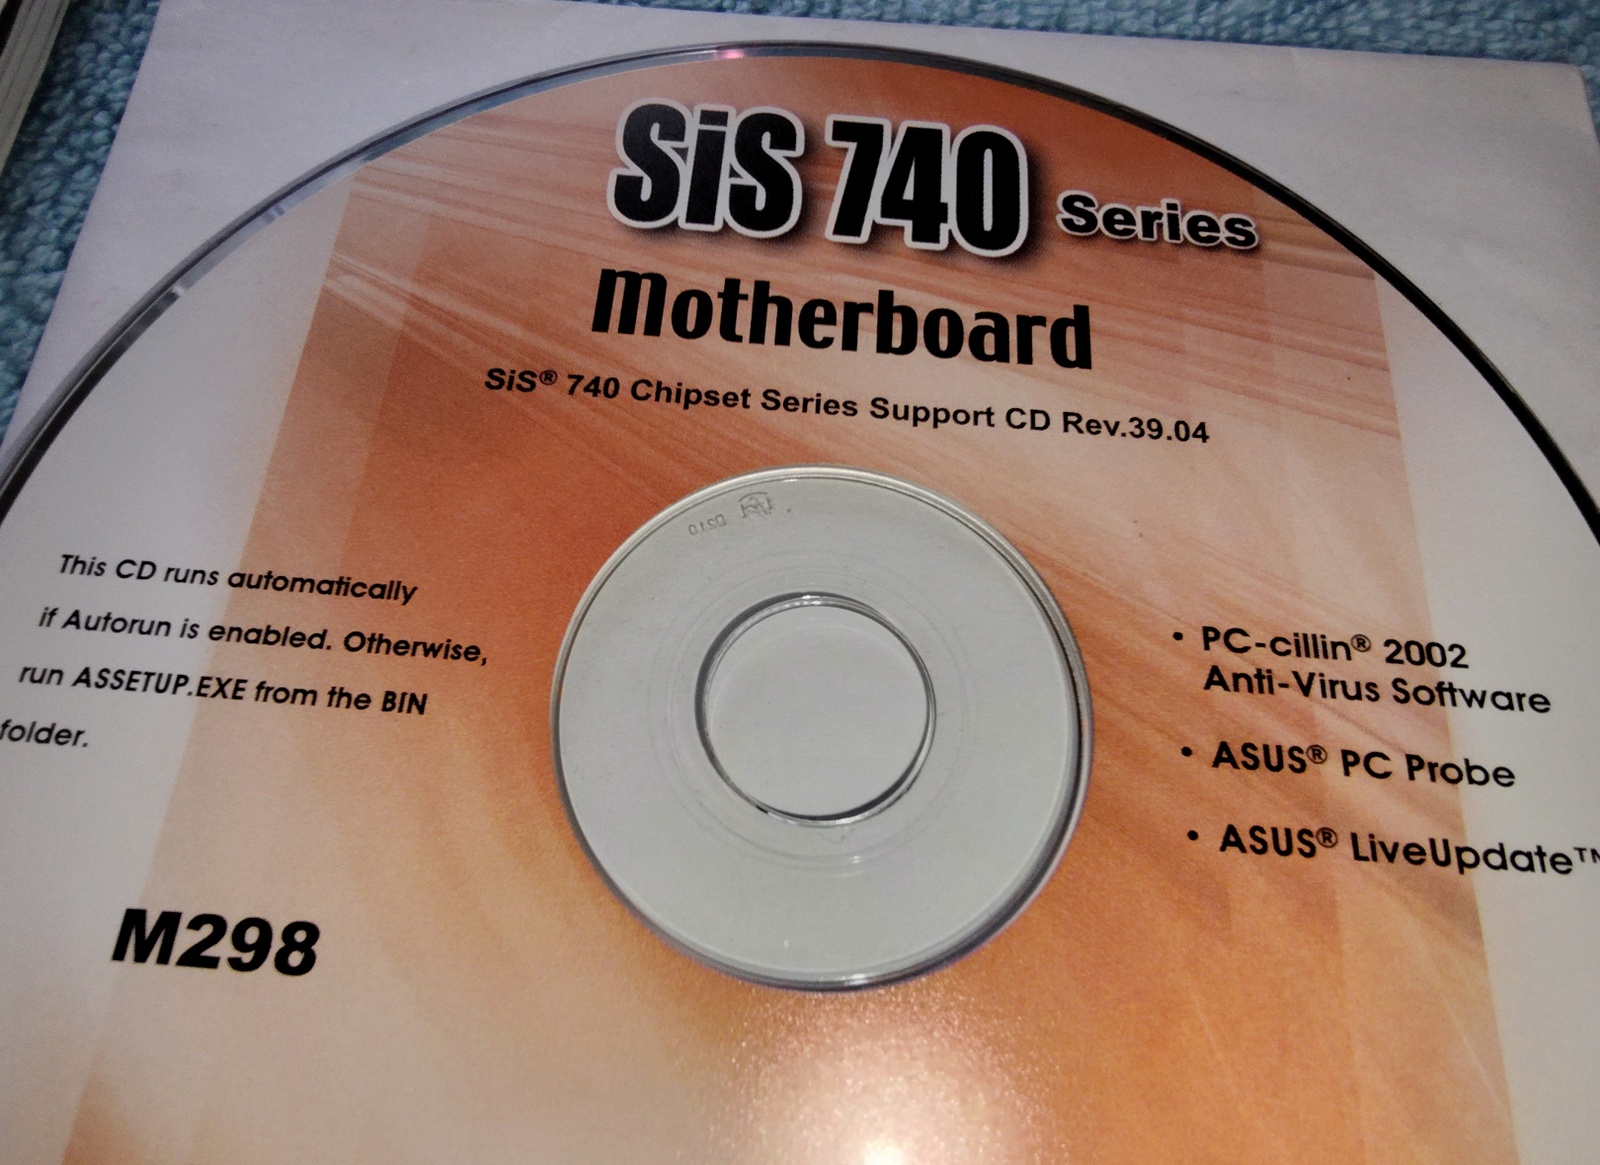 SiS 740 Series
Motherboard
SiS® 740 Chipset Series Support CD Rev.39.04
This CD runs automatically
if Autorun is enabled. Otherwise,
run ASSETUP.EXE from the BIN
folder.
• PC-cillin® 2002
Anti-Virus Software
• ASUS® PC Probe
• ASUS® LiveUpdate™
M298